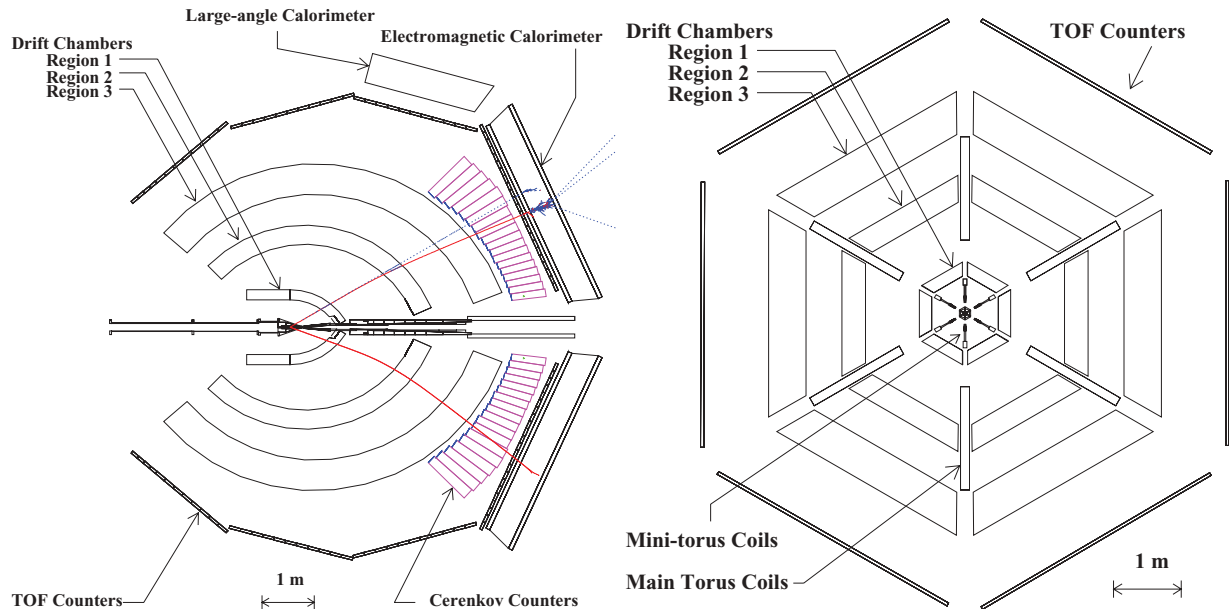 Large-angle Calorimeter
Electromagnetic Calorimeter
Drift Chambers
Region 1
Region 2
Region 3
TOF Counters
1 m
Cerenkov Counters
Drift Chambers
Region 1
Region 2
Region 3
TOF Counters
Mini-torus Coils
Main Torus Coils
1 m